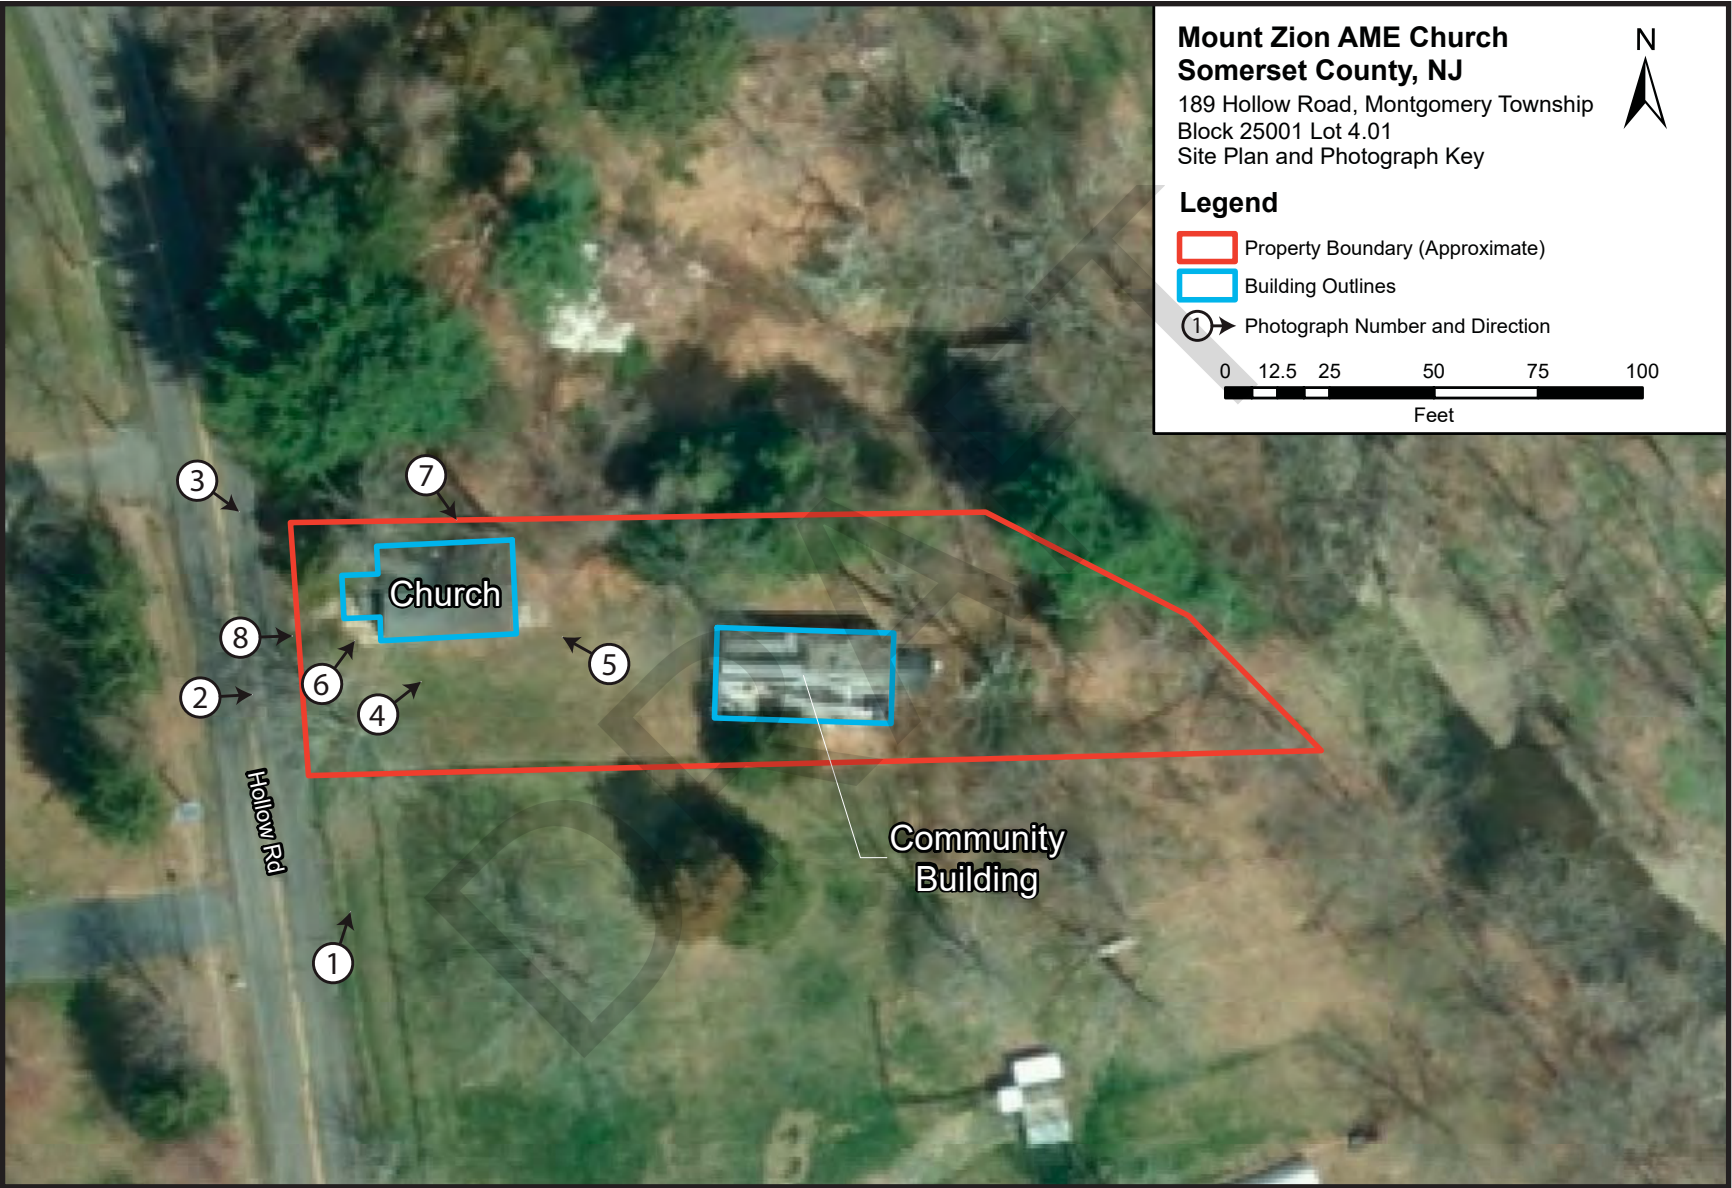 Mount Zion AME Church
Somerset County, NJ
189 Hollow Road, Montgomery Township
Block 25001 Lot 4.01
Site Plan and Photograph Key
N
Legend
Property Boundary (Approximate)
Building Outlines
1 Photograph Number and Direction
0 12.5 25 50 75 100
Feet
3
7
Church
8
6
5
2
4
Hollow Rd
Community
Building
1
DRAFT